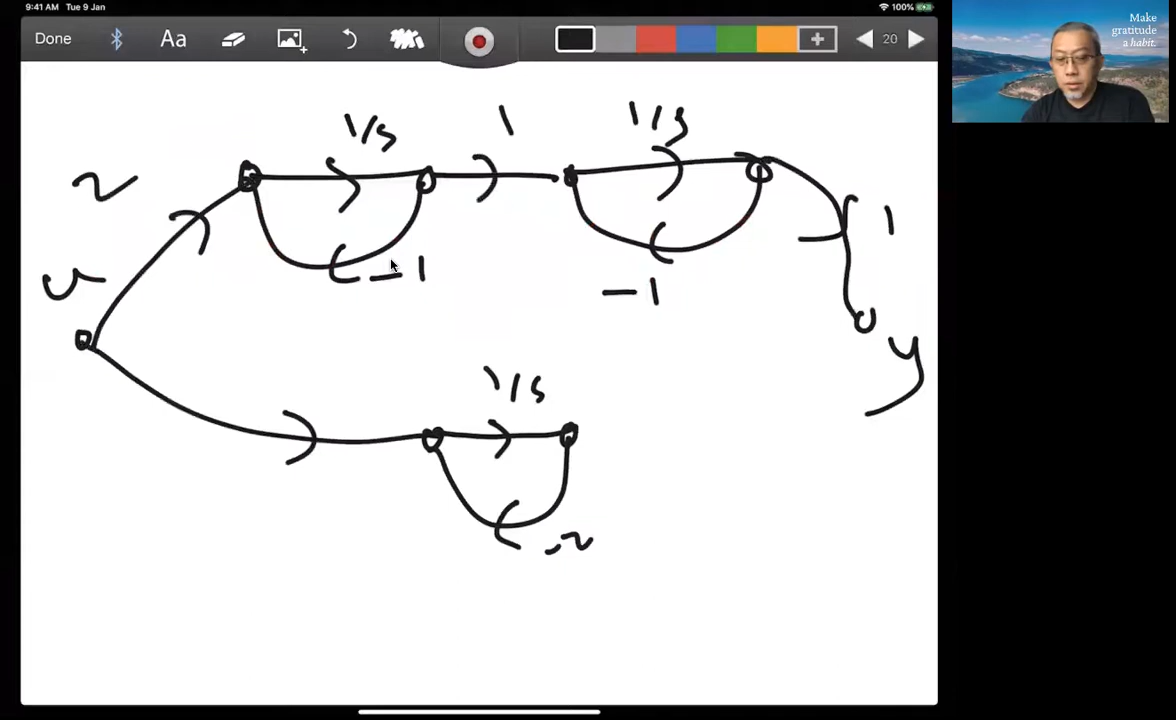 9:41 AM Tue 9 Jan
100%
Done
Aa
20
Make
gratitude
a habit.
1/s
1
1/s
2
u
-1
-1
1
y
1/s
-2